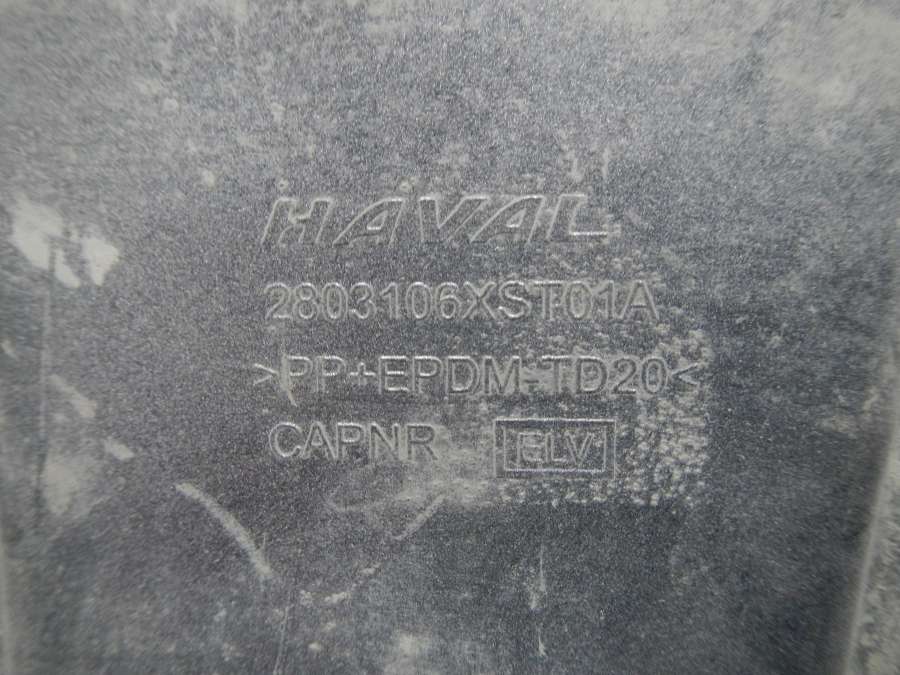 HAVAL
2803106XST01A
>PP+EPDM-TD20<
CAPNR ELV